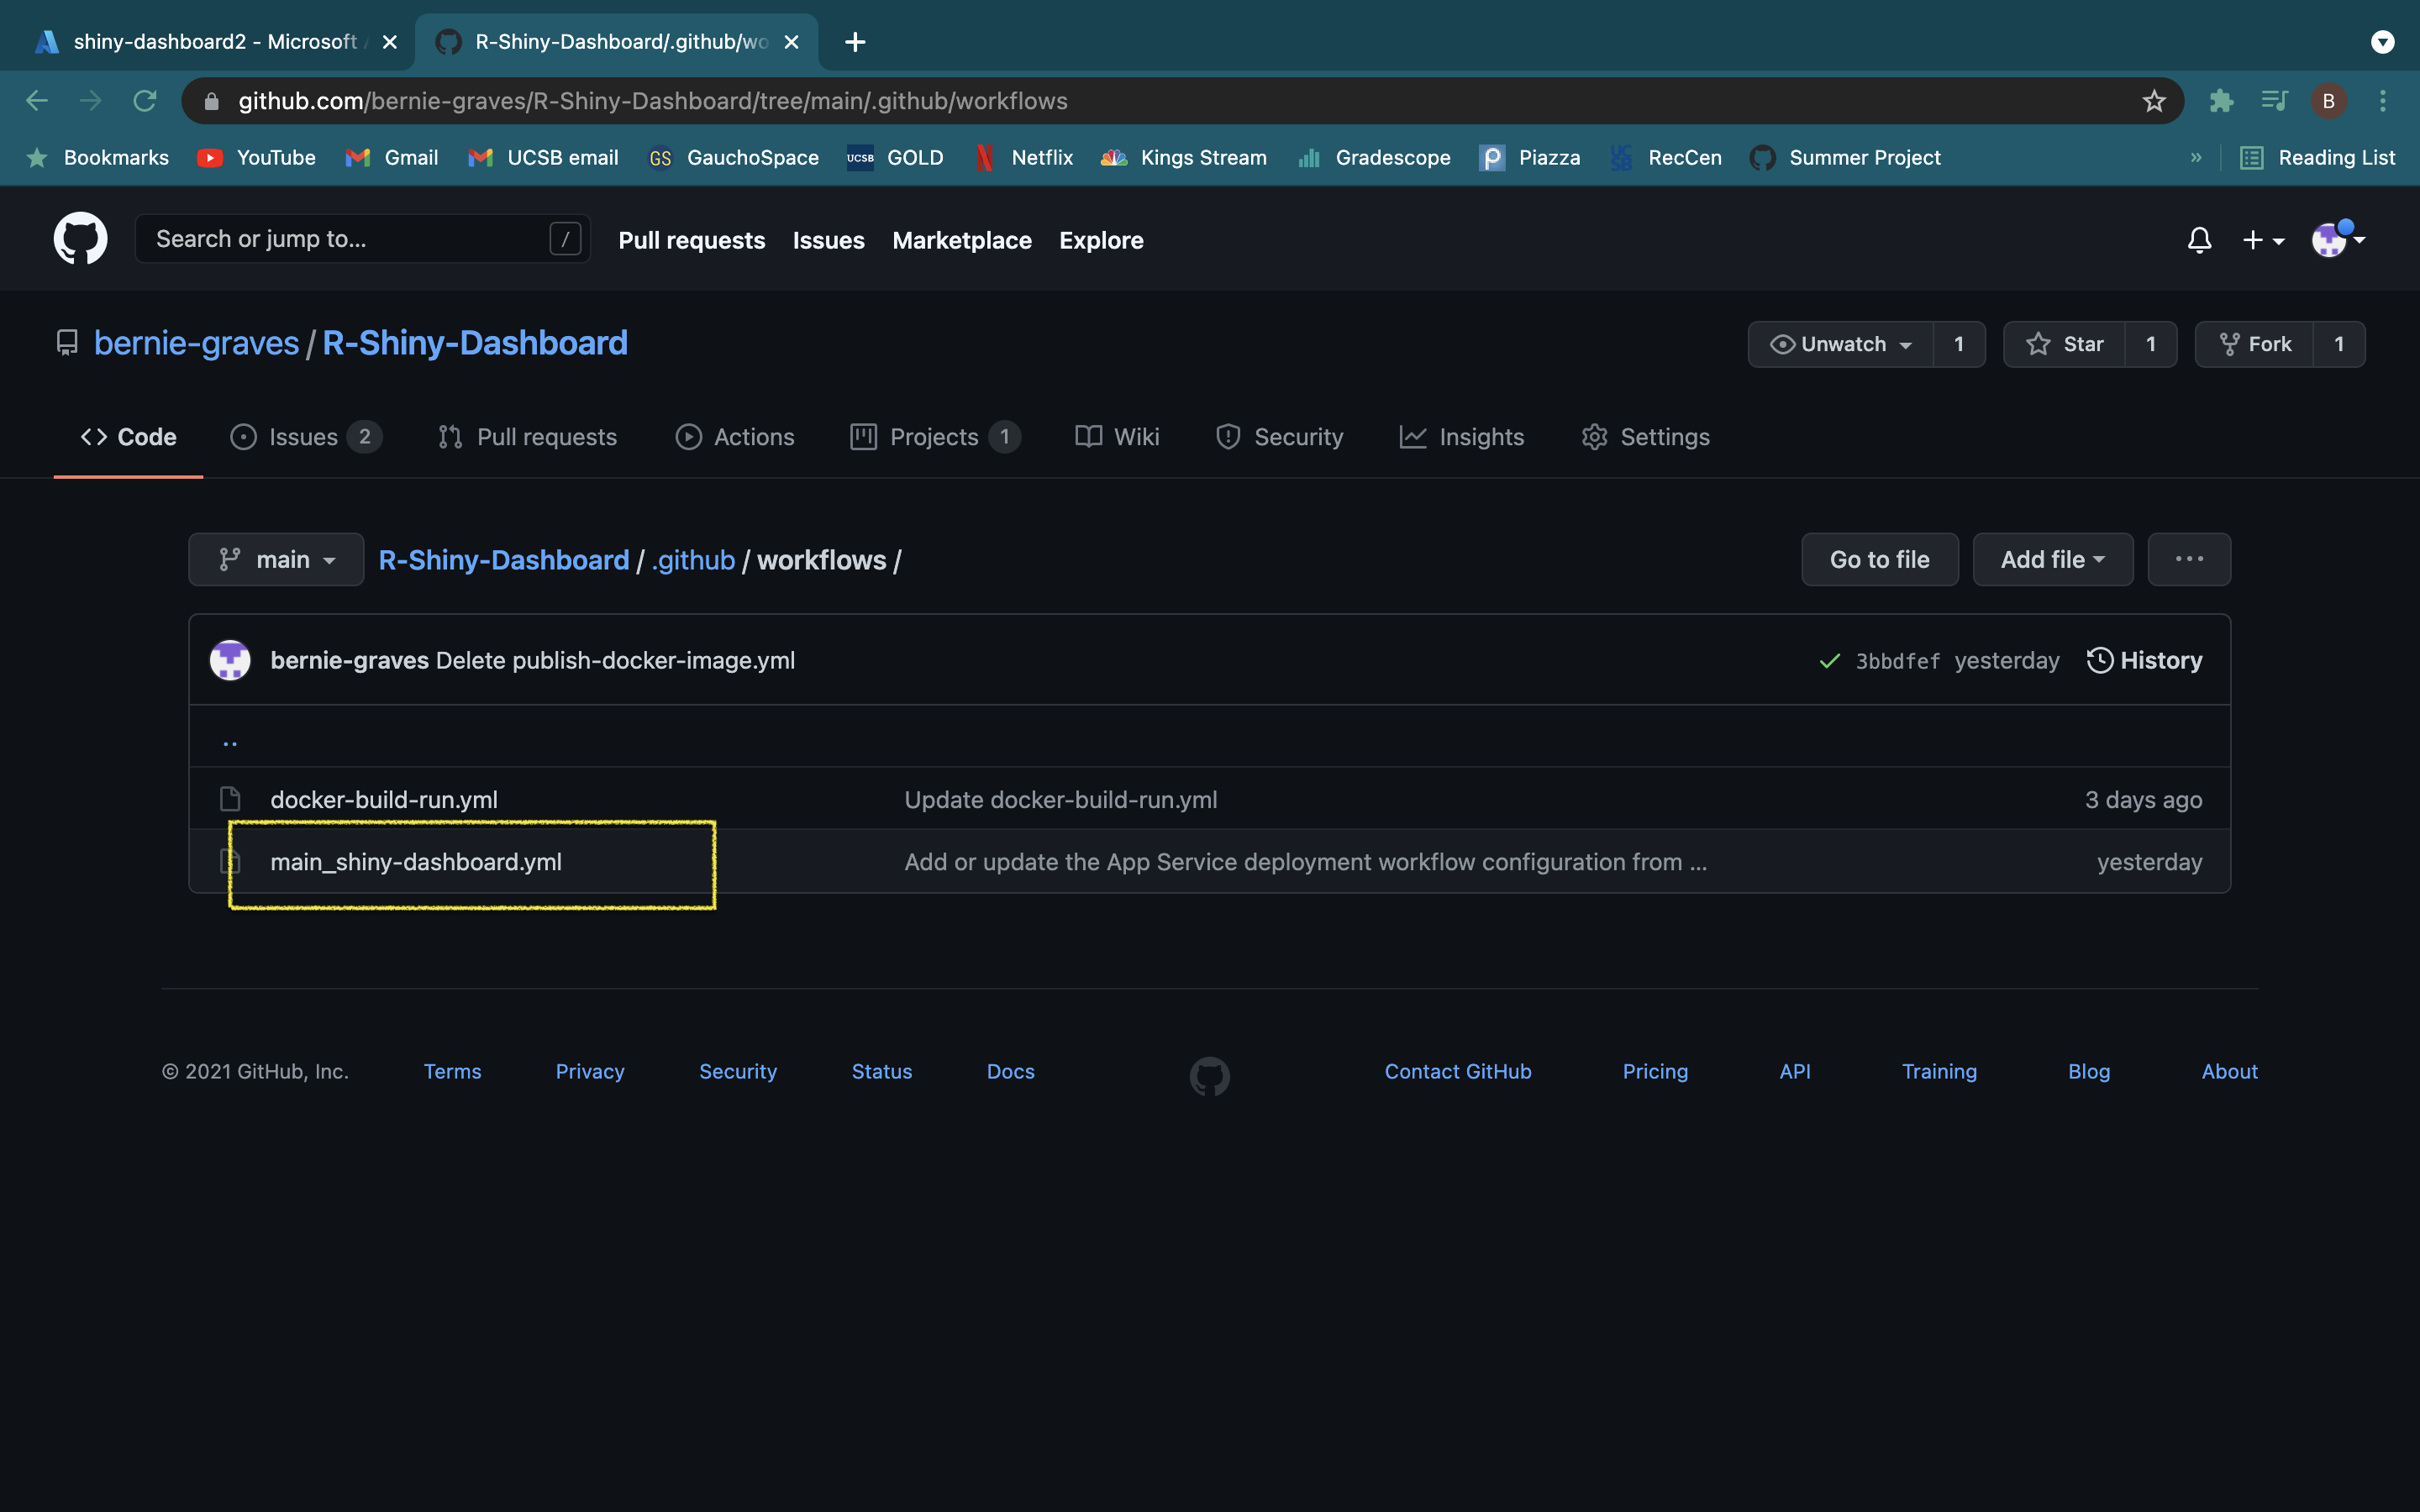 shiny-dashboard2 - Microsoft
R-Shiny-Dashboard/.github/wo
github.com/bernie-graves/R-Shiny-Dashboard/tree/main/.github/workflows
B
Bookmarks YouTube Gmail UCSB email GS GauchoSpace UCSB GOLD Netflix Kings Stream Gradescope P Piazza UCSB RecCen Summer Project » Reading List
Search or jump to... / Pull requests Issues Marketplace Explore
bernie-graves / R-Shiny-Dashboard Unwatch 1 Star 1 Fork 1
Code Issues 2 Pull requests Actions Projects 1 Wiki Security Insights Settings
main R-Shiny-Dashboard / .github / workflows / Go to file Add file ...
bernie-graves Delete publish-docker-image.yml 3bbdfef yesterday History
..
docker-build-run.yml Update docker-build-run.yml 3 days ago
main_shiny-dashboard.yml Add or update the App Service deployment workflow configuration from ... yesterday
© 2021 GitHub, Inc. Terms Privacy Security Status Docs Contact GitHub Pricing API Training Blog About